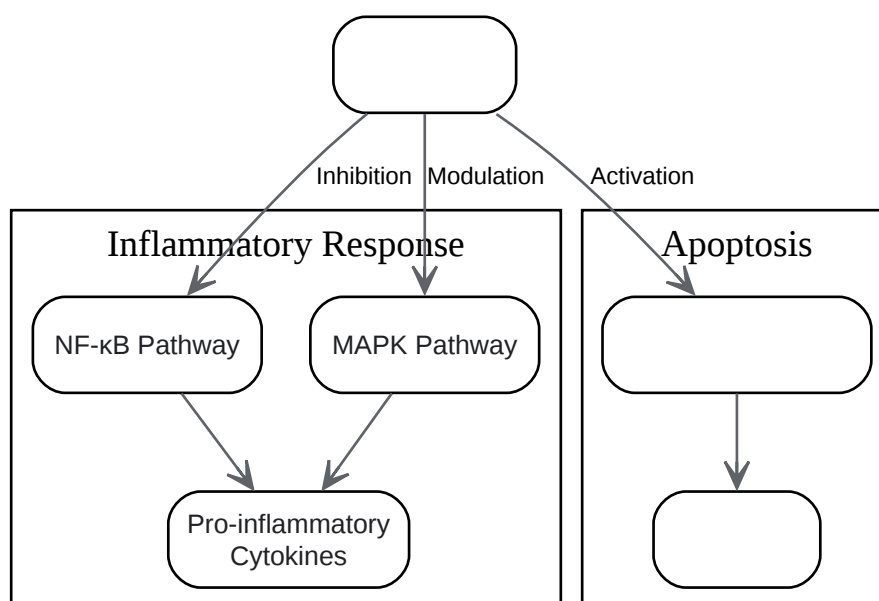 Inhibition
Modulation
Activation
Inflammatory Response
Apoptosis
NF-κB Pathway
MAPK Pathway
Pro-inflammatory
Cytokines